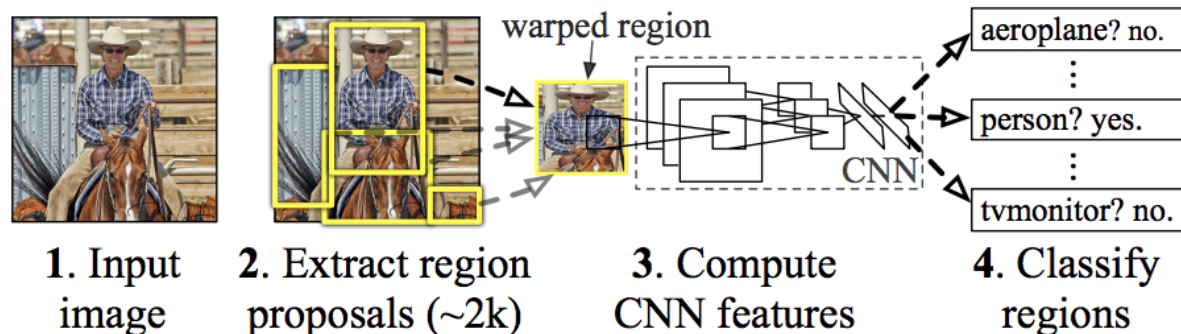 warped region
aeroplane? no.
person? yes.
CNN
tvmonitor? no.
1. Input
image
2. Extract region
proposals (~2k)
3. Compute
CNN features
4. Classify
regions